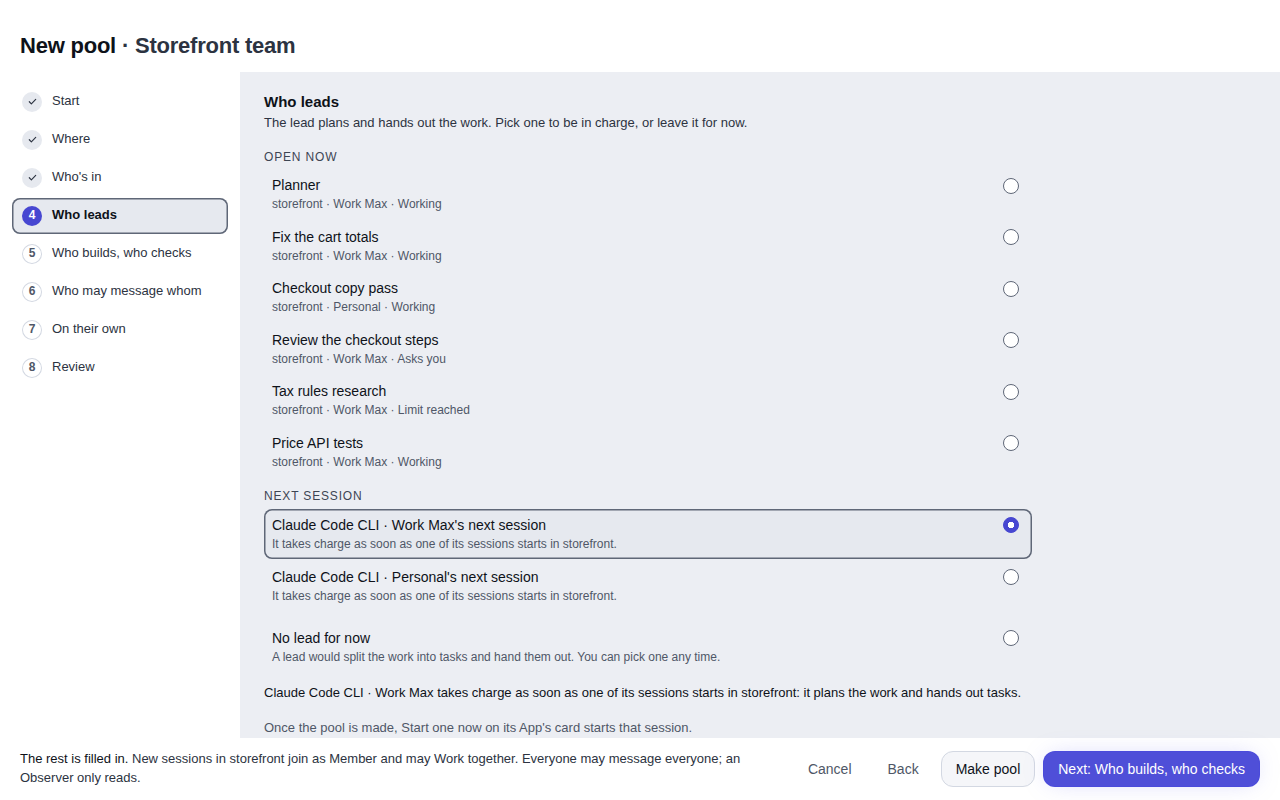 New pool · Storefront team
Start
Where
Who's in
4 Who leads
5 Who builds, who checks
6 Who may message whom
7 On their own
8 Review
Who leads
The lead plans and hands out the work. Pick one to be in charge, or leave it for now.
OPEN NOW
Planner
storefront · Work Max · Working
Fix the cart totals
storefront · Work Max · Working
Checkout copy pass
storefront · Personal · Working
Review the checkout steps
storefront · Work Max · Asks you
Tax rules research
storefront · Work Max · Limit reached
Price API tests
storefront · Work Max · Working
NEXT SESSION
Claude Code CLI · Work Max's next session
It takes charge as soon as one of its sessions starts in storefront.
Claude Code CLI · Personal's next session
It takes charge as soon as one of its sessions starts in storefront.
No lead for now
A lead would split the work into tasks and hand them out. You can pick one any time.
Claude Code CLI · Work Max takes charge as soon as one of its sessions starts in storefront: it plans the work and hands out tasks.
Once the pool is made, Start one now on its App's card starts that session.
The rest is filled in. New sessions in storefront join as Member and may Work together. Everyone may message everyone; an
Observer only reads.
Cancel
Back
Make pool
Next: Who builds, who checks